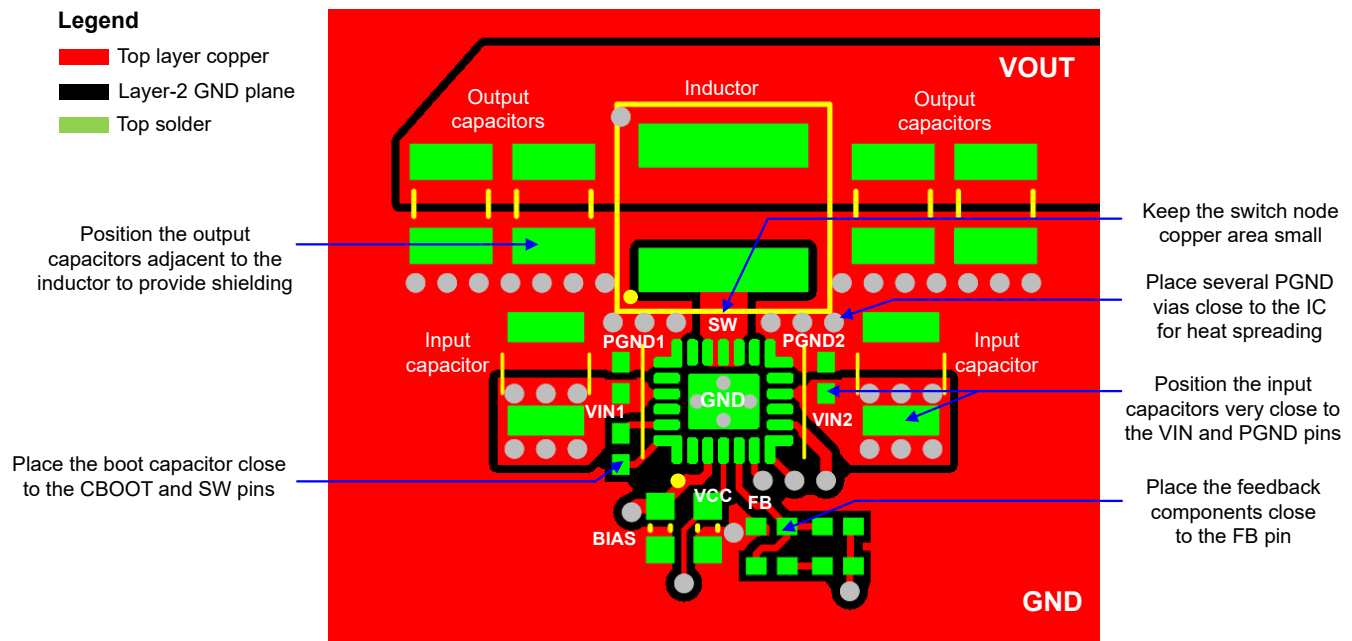 Legend
Top layer copper
Layer-2 GND plane
Top solder
VOUT
Inductor
Output
capacitors
Output
capacitors
Position the output
capacitors adjacent to the
inductor to provide shielding
Keep the switch node
copper area small
Place several PGND
vias close to the IC
for heat spreading
SW
PGND1
PGND2
Input
capacitor
Input
capacitor
GND
VIN1
VIN2
Position the input
capacitors very close to
the VIN and PGND pins
Place the boot capacitor close
to the CBOOT and SW pins
VCC
FB
BIAS
Place the feedback
components close
to the FB pin
GND